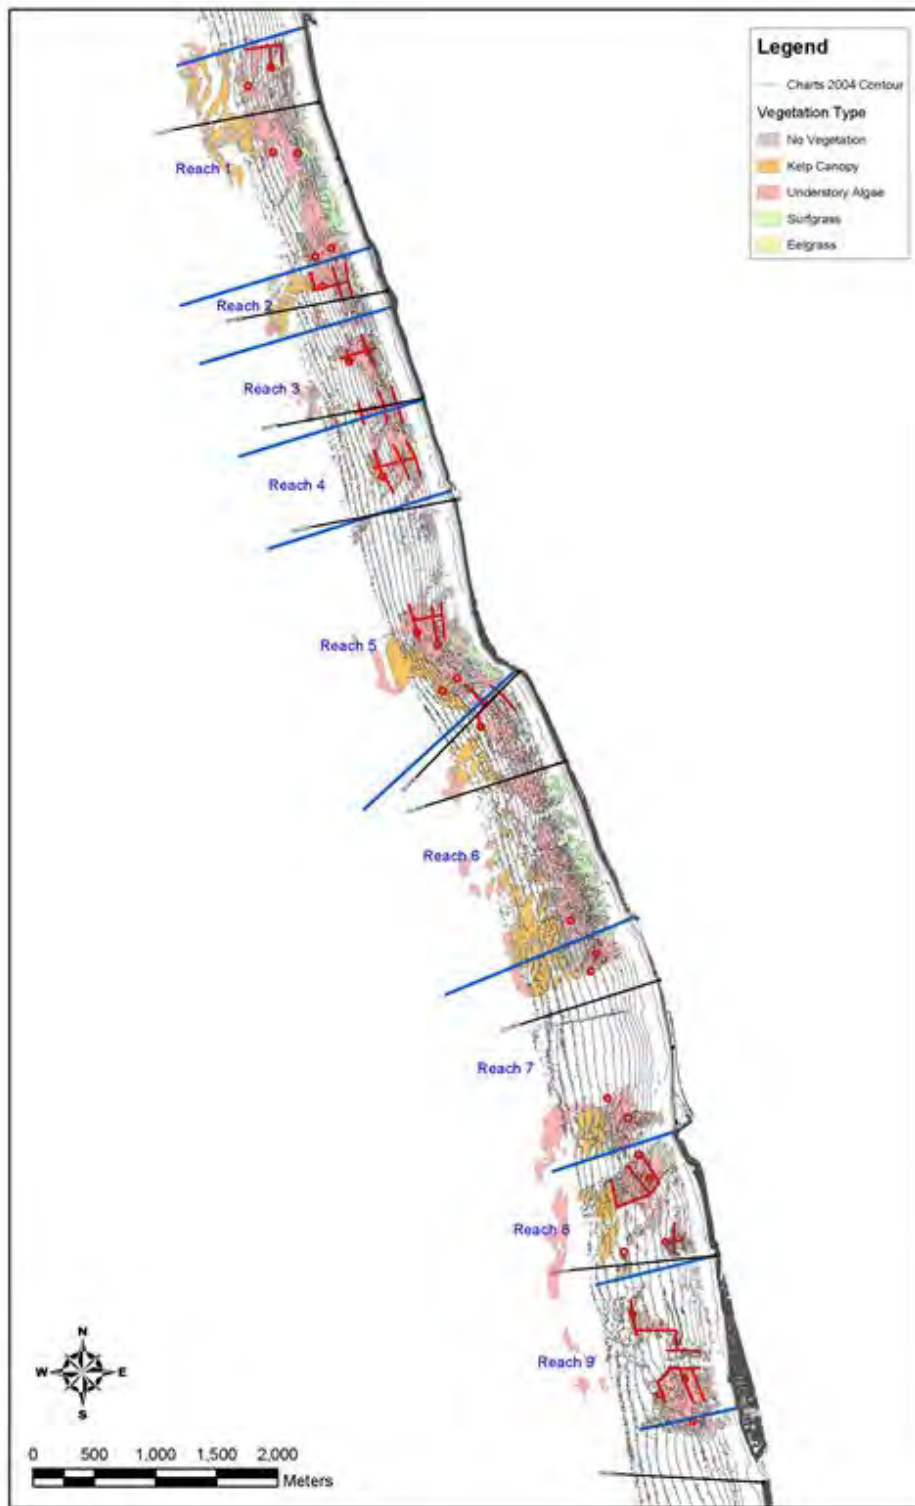 Legend
Charts 2004 Contour
Vegetation Type
No Vegetation
Kelp Canopy
Understory Algae
Surfgrass
Eelgrass
Reach 1
Reach 2
Reach 3
Reach 4
Reach 5
Reach 6
Reach 7
Reach 8
Reach 9
N
W E
S
0 500 1,000 1,500 2,000
Meters